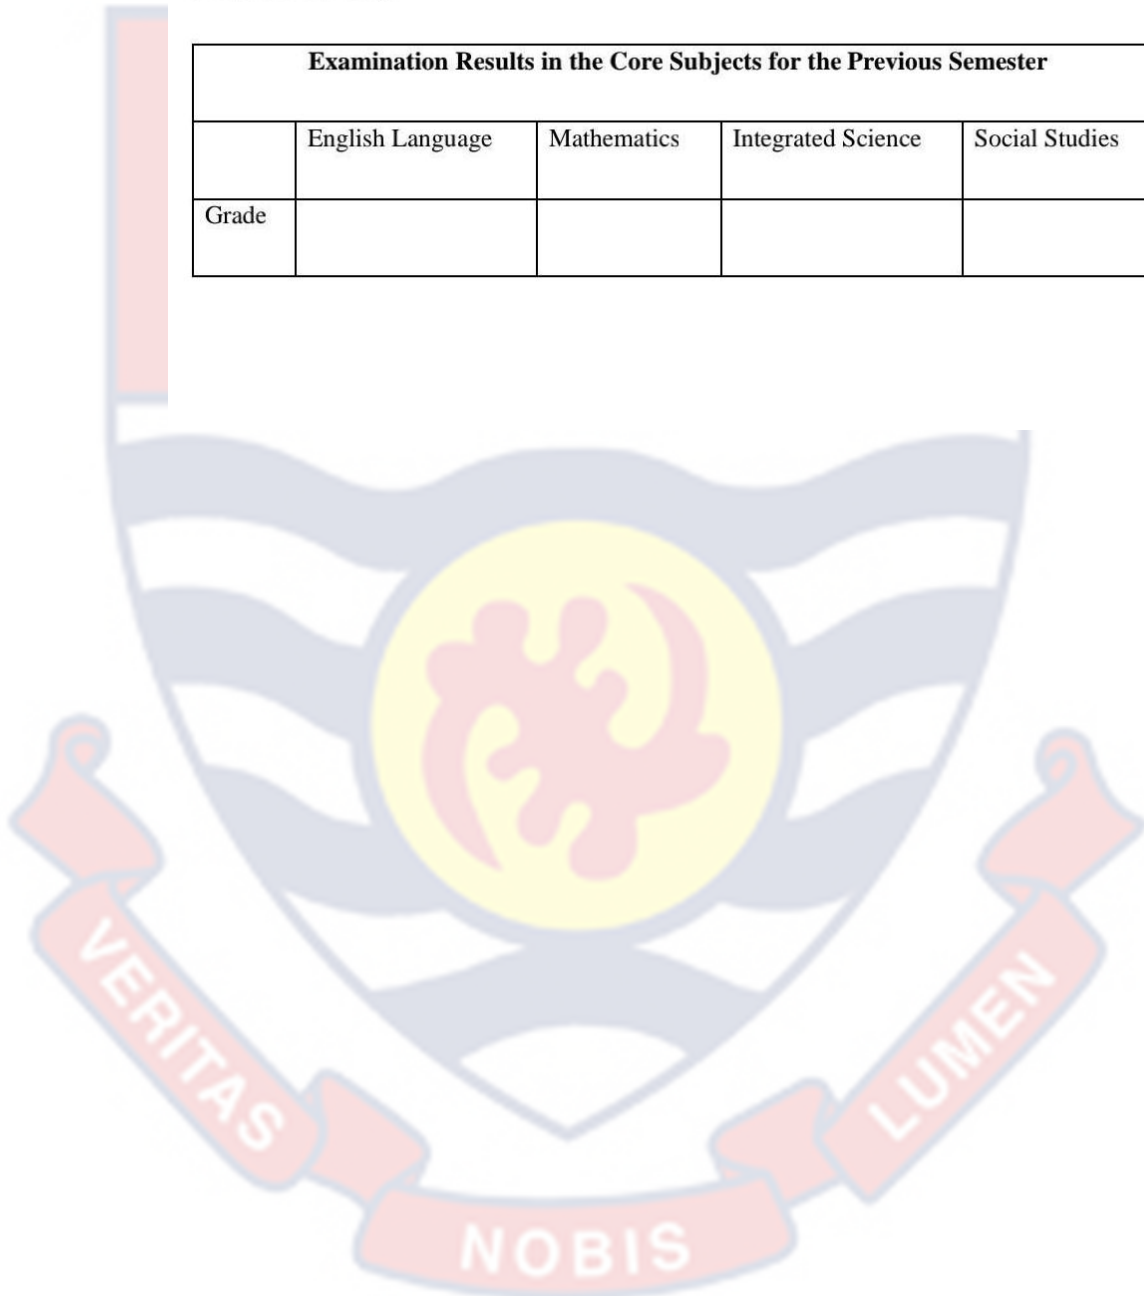 Examination Results in the Core Subjects for the Previous Semester
English Language Mathematics Integrated Science Social Studies
Grade
VERITAS
NOBIS
LUMEN